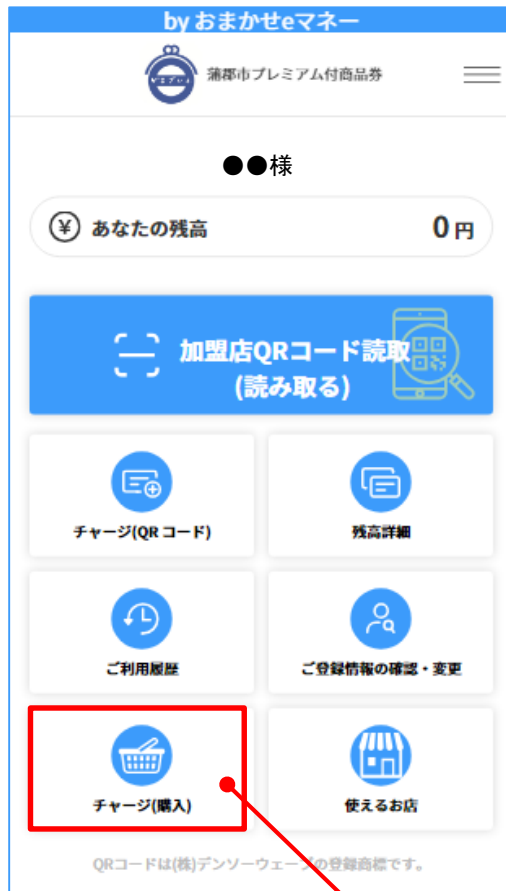 by おまかせeマネー
蒲郡市プレミアム付商品券
●●様
¥ あなたの残高 0 円
加盟店QRコード読取
(読み取る)
チャージ(QRコード) 残高詳細
ご利用履歴 ご登録情報の確認・変更
チャージ(購入) 使えるお店
QRコードは(株)デンソーウェーブの登録商標です。